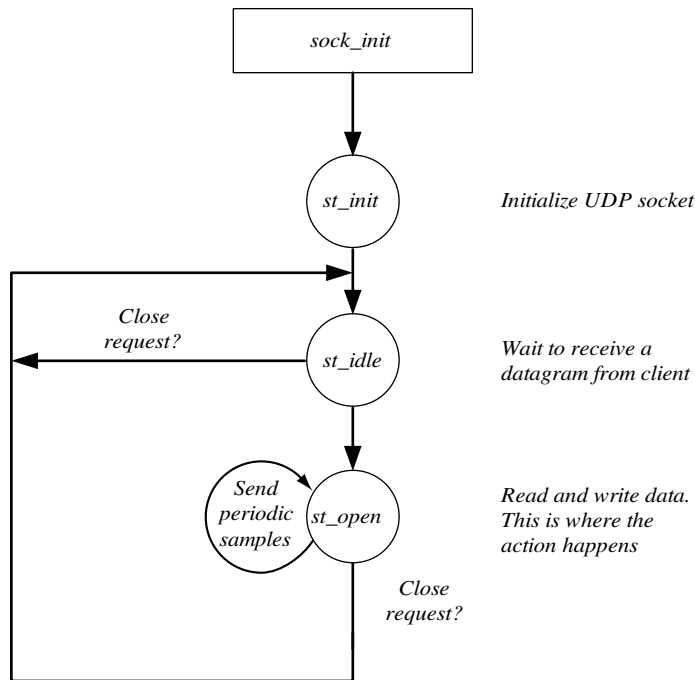 sock_init
st_init
Initialize UDP socket
Close
request?
st_idle
Wait to receive a
datagram from client
Send
periodic
samples
st_open
Read and write data.
This is where the
action happens
Close
request?